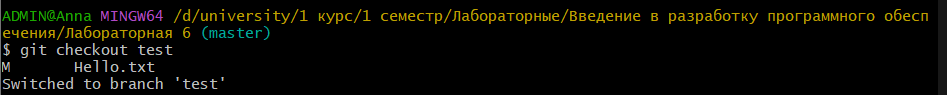 ADMIN@Anna MINGW64 /d/university/1 курс/1 семестр/Лабораторные/Введение в разработку программного обесп
ечения/Лабораторная 6 (master)
$ git checkout test
M       Hello.txt
Switched to branch 'test'